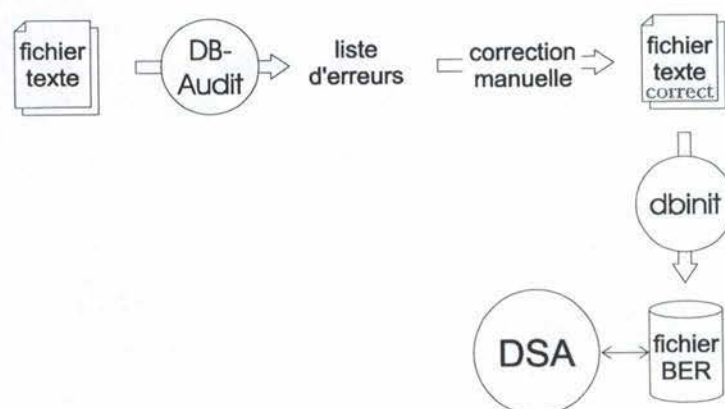 fichier
texte
DB-
Audit
liste
d'erreurs
correction
manuelle
fichier
texte
correct
dbinit
DSA
fichier
BER